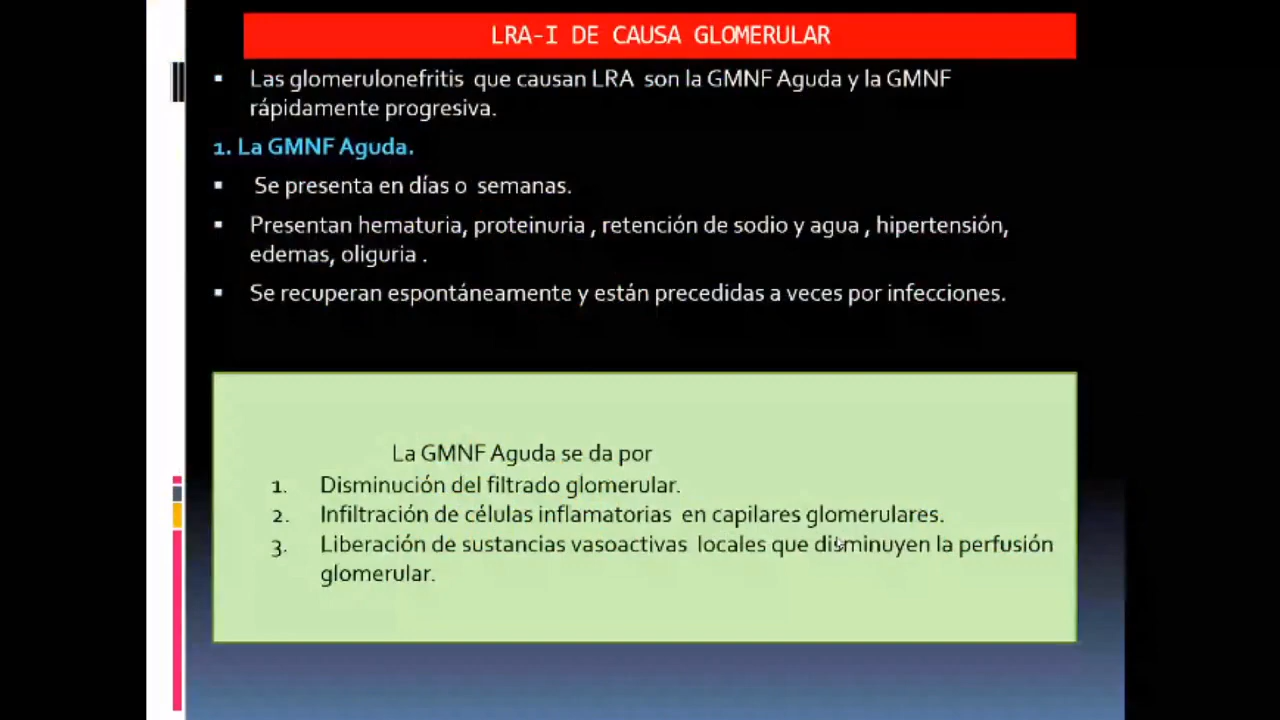 LRA-I DE CAUSA GLOMERULAR
▪ Las glomerulonefritis que causan LRA son la GMNF Aguda y la GMNF
rápidamente progresiva.
1. La GMNF Aguda.
▪ Se presenta en días o semanas.
▪ Presentan hematuria, proteinuria , retención de sodio y agua , hipertensión,
edemas, oliguria .
▪ Se recuperan espontáneamente y están precedidas a veces por infecciones.
La GMNF Aguda se da por
1. Disminución del filtrado glomerular.
2. Infiltración de células inflamatorias en capilares glomerulares.
3. Liberación de sustancias vasoactivas locales que disminuyen la perfusión
glomerular.